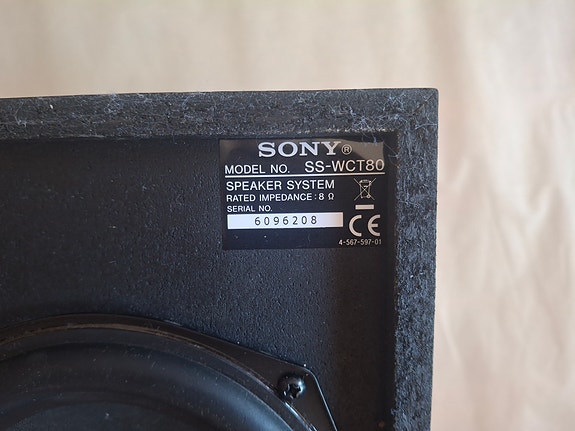 SONY®
MODEL NO. SS-WCT80
SPEAKER SYSTEM
RATED IMPEDANCE : 8 Ω
SERIAL NO.
6096208
CE
4-567-597-01